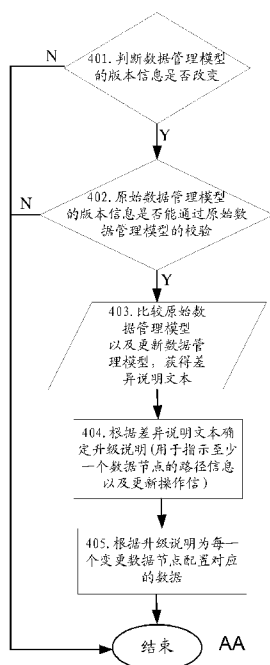 401.判断数据管理模型
的版本信息是否改变
N
Y
402.原始数据管理模型
的版本信息是否能通过原始数
据管理模型的校验
N
Y
403.比较原始数
据管理模型
以及更新数据管
理模型，获得差
异说明文本
404.根据差异说明文本确
定升级说明(用于指示至少
一个数据节点的路径信息
以及更新操作信)
405.根据升级说明为每一
个变更数据节点配置对应
的数据
结束
AA